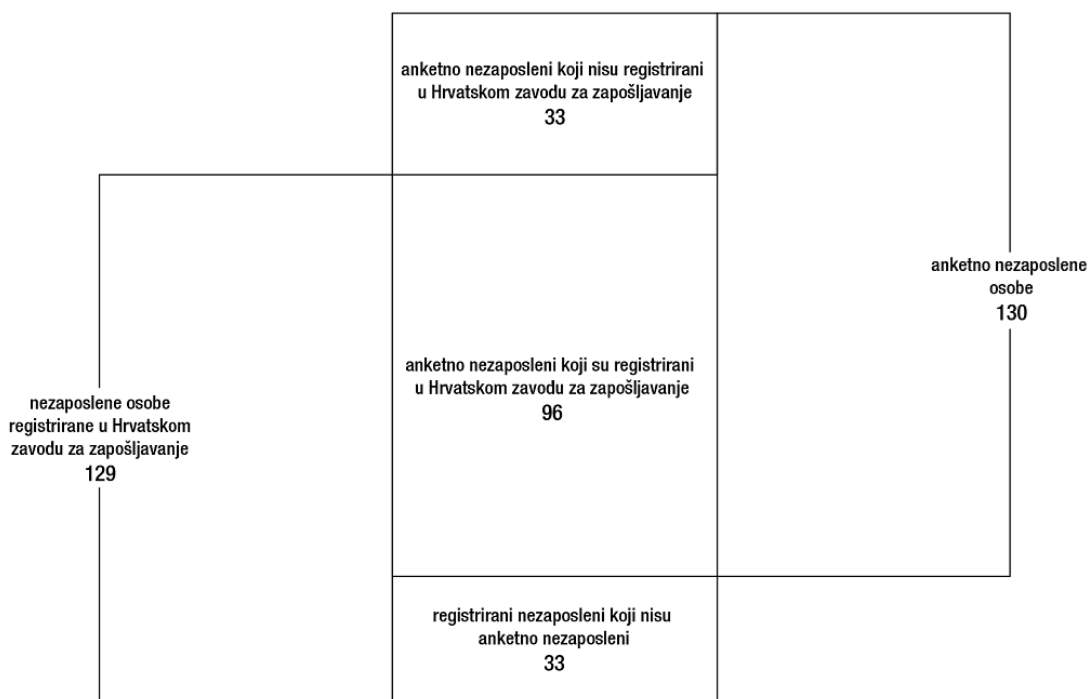 anketno nezaposleni koji nisu registrirani
u Hrvatskom zavodu za zapošljavanje
33
anketno nezaposlene
osobe
130
anketno nezaposleni koji su registrirani
u Hrvatskom zavodu za zapošljavanje
96
nezaposlene osobe
registrirane u Hrvatskom
zavodu za zapošljavanje
129
registrirani nezaposleni koji nisu
anketno nezaposleni
33